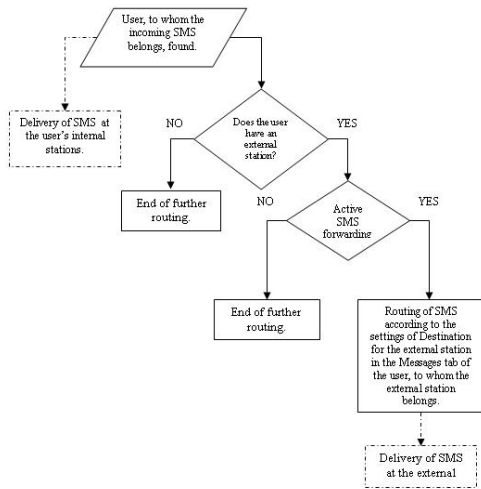 User, to whom the
incoming SMS
belongs, found.
Delivery of SMS at
the user's internal
stations.
NO
Does the user
have an
external
station?
YES
End of further
routing.
NO
Active
SMS
forwarding
YES
End of further
routing.
Routing of SMS
according to the
settings of Destination
for the external station
in the Messages tab of
the user, to whom the
external station
belongs.
Delivery of SMS
at the external